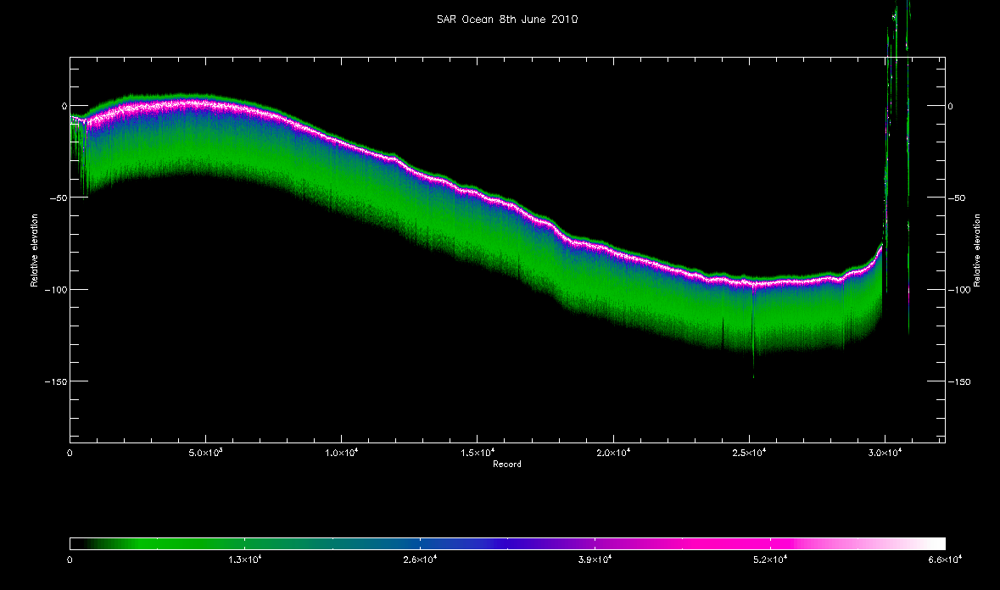 SAR Ocean 8th June 2010
0
0
−50
−50
Relative elevation
Relative elevation
−100
−100
−150
−150
0 5.0×10³ 1.0×10⁴ 1.5×10⁴ 2.0×10⁴ 2.5×10⁴ 3.0×10⁴
Record
0 1.3×10⁴ 2.6×10⁴ 3.9×10⁴ 5.2×10⁴ 6.6×10⁴